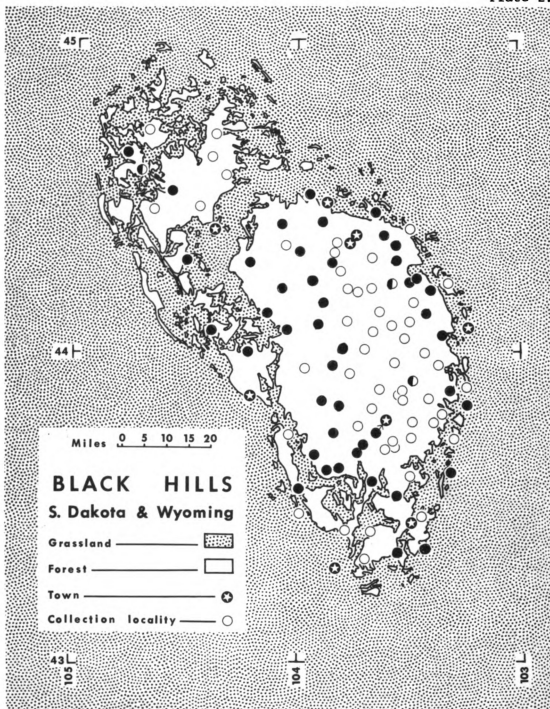 45
44
Miles 0 5 10 15 20
BLACK HILLS
S. Dakota & Wyoming
Grassland
Forest
Town
Collection locality
43
105
104
103